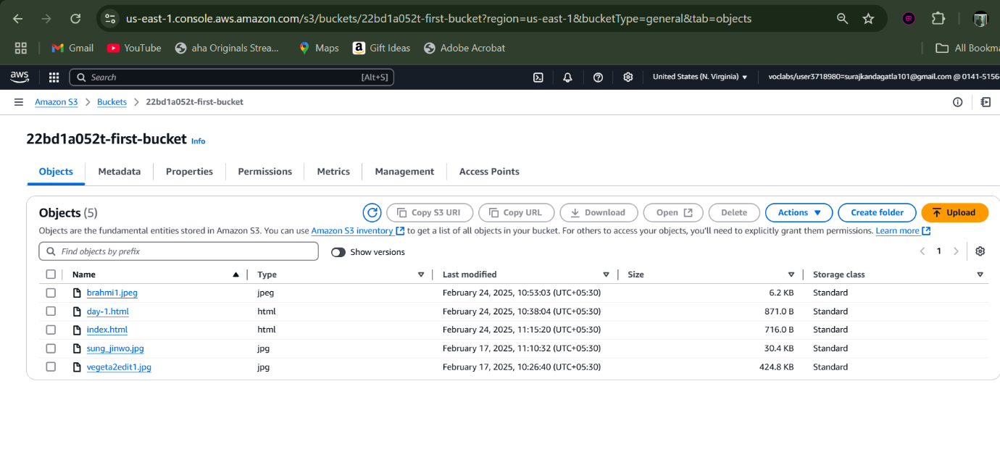 us-east-1.console.aws.amazon.com/s3/buckets/22bd1a052t-first-bucket?region=us-east-1&bucketType=general&tab=objects
Gmail YouTube aha Originals Strea... Maps Gift Ideas Adobe Acrobat All Bookma
aws Search [Alt+S] United States (N. Virginia) voclabs/user3718980=surajkandagatla101@gmail.com @ 0141-5156-
Amazon S3 Buckets 22bd1a052t-first-bucket
22bd1a052t-first-bucket Info
Objects Metadata Properties Permissions Metrics Management Access Points
Objects (5) Copy S3 URI Copy URL Download Open Delete Actions Create folder Upload
Objects are the fundamental entities stored in Amazon S3. You can use Amazon S3 inventory to get a list of all objects in your bucket. For others to access your objects, you'll need to explicitly grant them permissions. Learn more
Find objects by prefix Show versions 1
Name Type Last modified Size Storage class
brahmi1.jpeg jpeg February 24, 2025, 10:53:03 (UTC+05:30) 6.2 KB Standard
day-1.html html February 24, 2025, 10:38:04 (UTC+05:30) 871.0 B Standard
index.html html February 24, 2025, 11:15:20 (UTC+05:30) 716.0 B Standard
sung_jinwo.jpg jpg February 17, 2025, 11:10:32 (UTC+05:30) 30.4 KB Standard
vegeta2edit1.jpg jpg February 17, 2025, 10:26:40 (UTC+05:30) 424.8 KB Standard